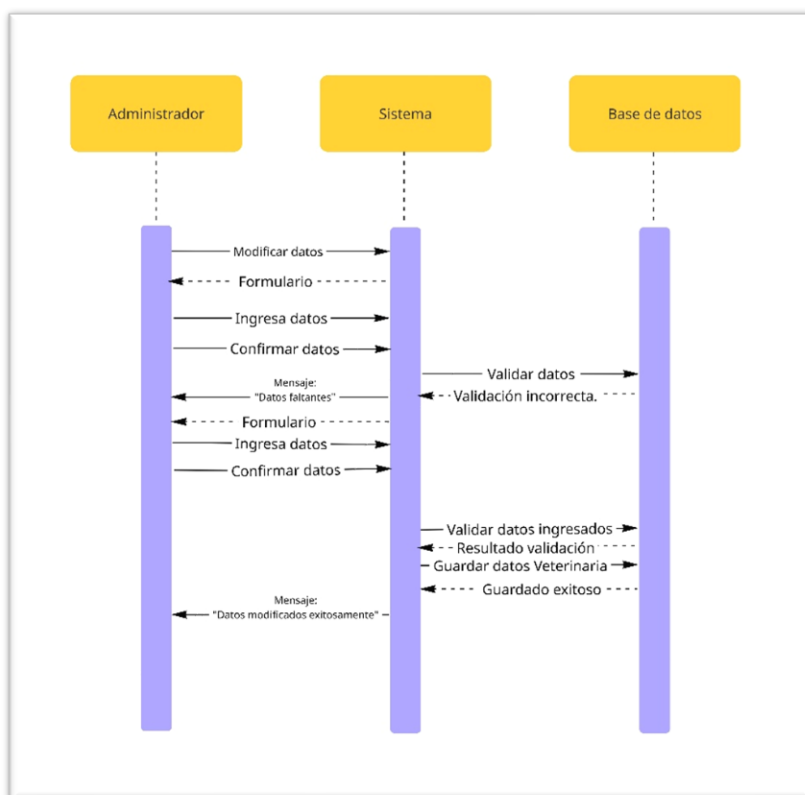 Administrador
Sistema
Base de datos
Modificar datos
Formulario
Ingresa datos
Confirmar datos
Validar datos
Mensaje:
"Datos faltantes"
Validación incorrecta.
Formulario
Ingresa datos
Confirmar datos
Validar datos ingresados
Resultado validación
Guardar datos Veterinaria
Guardado exitoso
Mensaje:
"Datos modificados exitosamente"